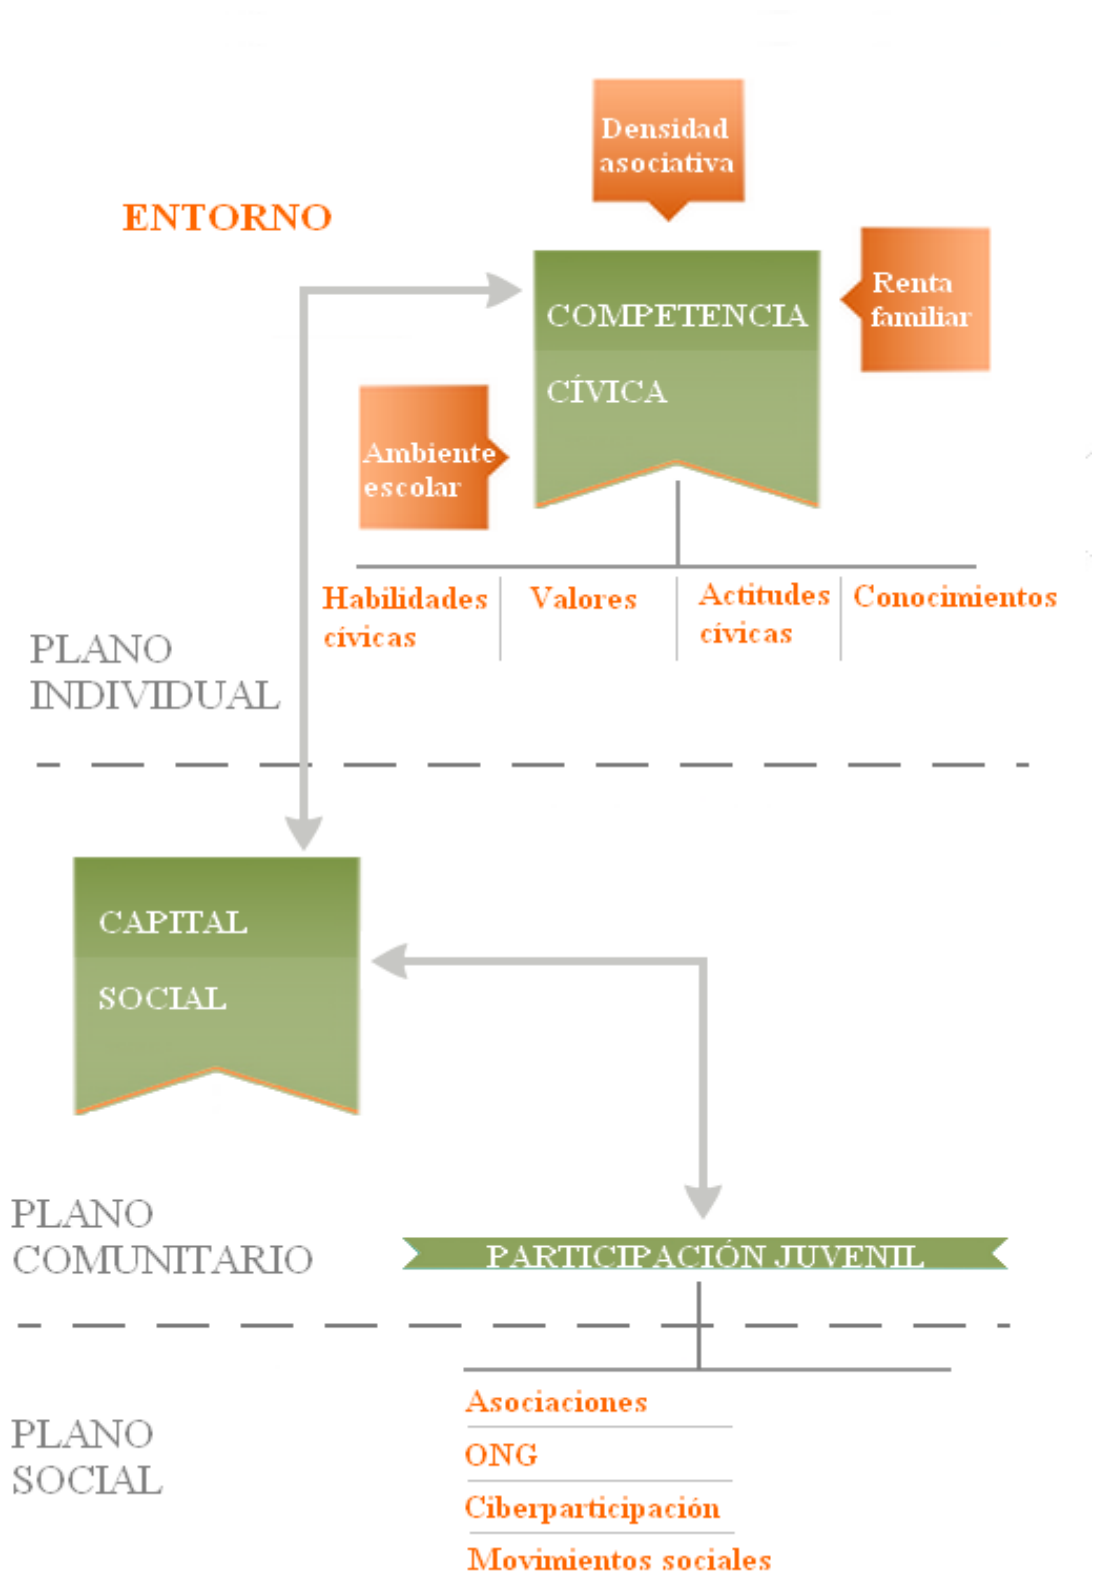 Densidad
asociativa
ENTORNO
Renta
familiar
COMPETENCIA
CÍVICA
Ambiente
escolar
Habilidades
cívicas
Valores
Actitudes
cívicas
Conocimientos
PLANO
INDIVIDUAL
CAPITAL
SOCIAL
PLANO
COMUNITARIO
PARTICIPACIÓN JUVENIL
Asociaciones
ONG
Ciberparticipación
Movimientos sociales
PLANO
SOCIAL